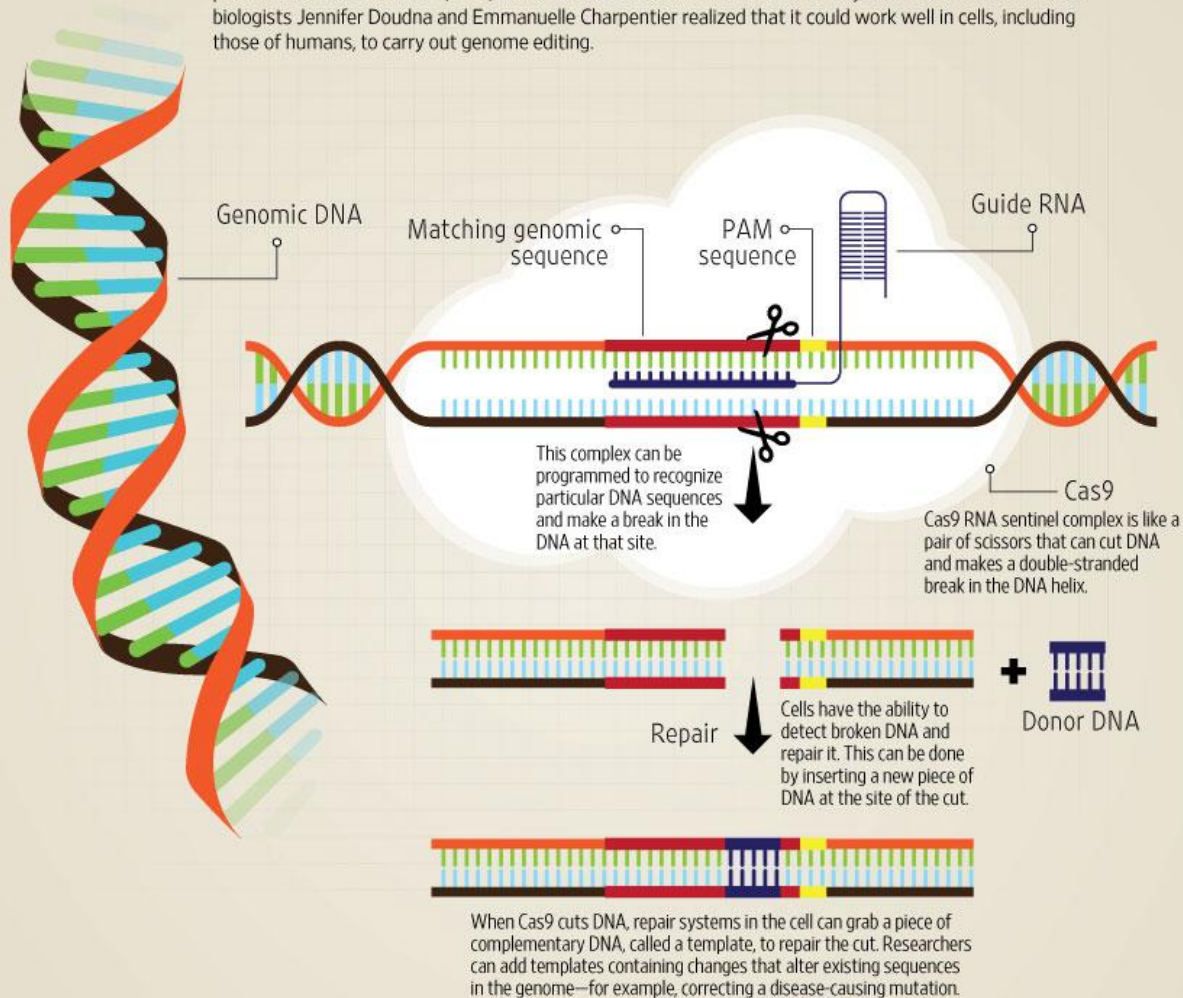 biologists Jennifer Doudna and Emmanuelle Charpentier realized that it could work well in cells, including
those of humans, to carry out genome editing.
Genomic DNA
Matching genomic
sequence
PAM
sequence
Guide RNA
This complex can be
programmed to recognize
particular DNA sequences
and make a break in the
DNA at that site.
Cas9
Cas9 RNA sentinel complex is like a
pair of scissors that can cut DNA
and makes a double-stranded
break in the DNA helix.
Donor DNA
Repair
Cells have the ability to
detect broken DNA and
repair it. This can be done
by inserting a new piece of
DNA at the site of the cut.
When Cas9 cuts DNA, repair systems in the cell can grab a piece of
complementary DNA, called a template, to repair the cut. Researchers
can add templates containing changes that alter existing sequences
in the genome—for example, correcting a disease-causing mutation.